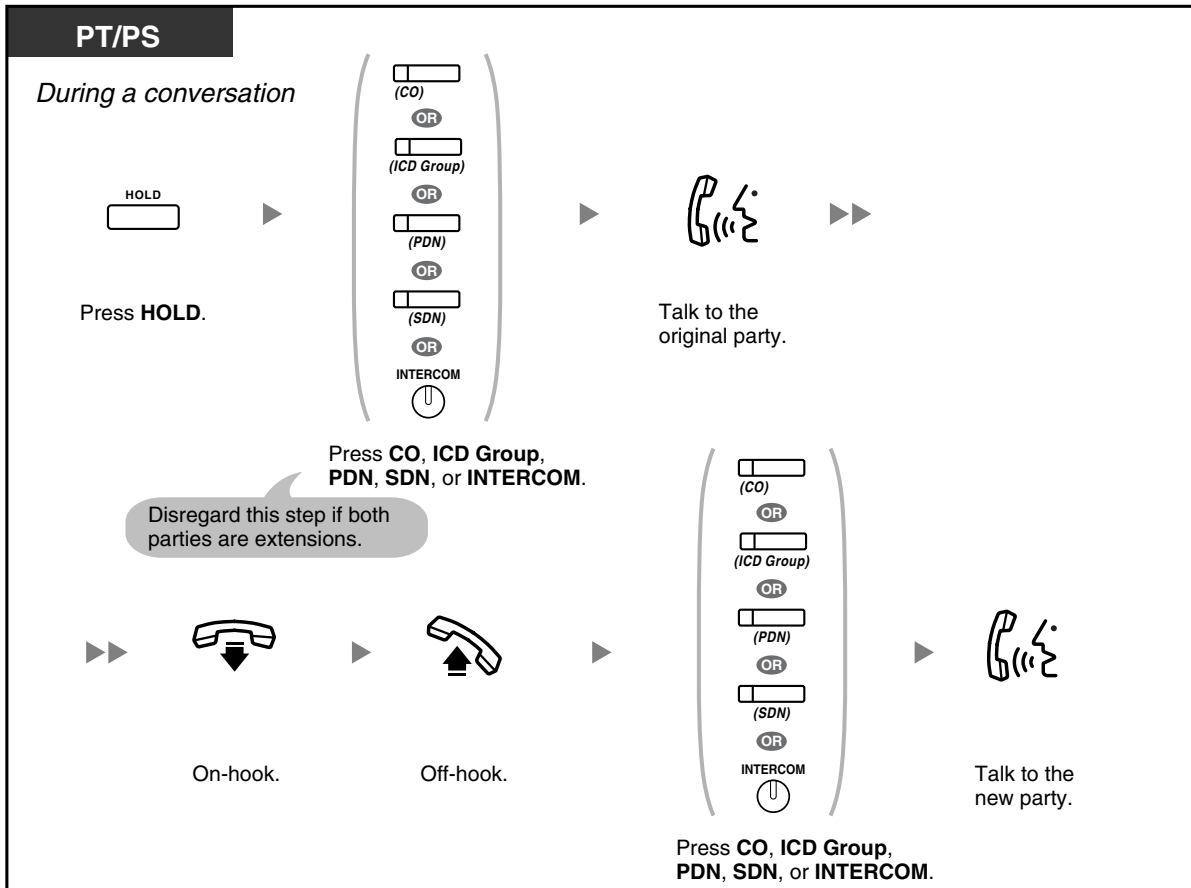 PT/PS
During a conversation
HOLD
Press HOLD.
(CO)
OR
(ICD Group)
OR
(PDN)
OR
(SDN)
OR
INTERCOM
Press CO, ICD Group,
PDN, SDN, or INTERCOM.
Disregard this step if both
parties are extensions.
Talk to the
original party.
On-hook.
Off-hook.
(CO)
OR
(ICD Group)
OR
(PDN)
OR
(SDN)
OR
INTERCOM
Press CO, ICD Group,
PDN, SDN, or INTERCOM.
Talk to the
new party.